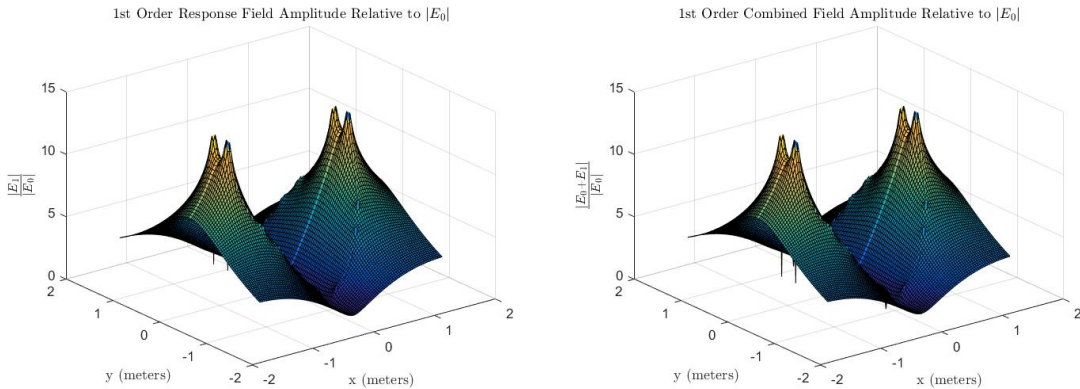 1st Order Response Field Amplitude Relative to |E₀|
15
10
5
0
|E₁|
|E₀|
2
1
0
-1
-2
y (meters)
-2
-1
0
1
2
x (meters)
1st Order Combined Field Amplitude Relative to |E₀|
15
10
5
0
|E₀+E₁|
|E₀|
2
1
0
-1
-2
y (meters)
-2
-1
0
1
2
x (meters)